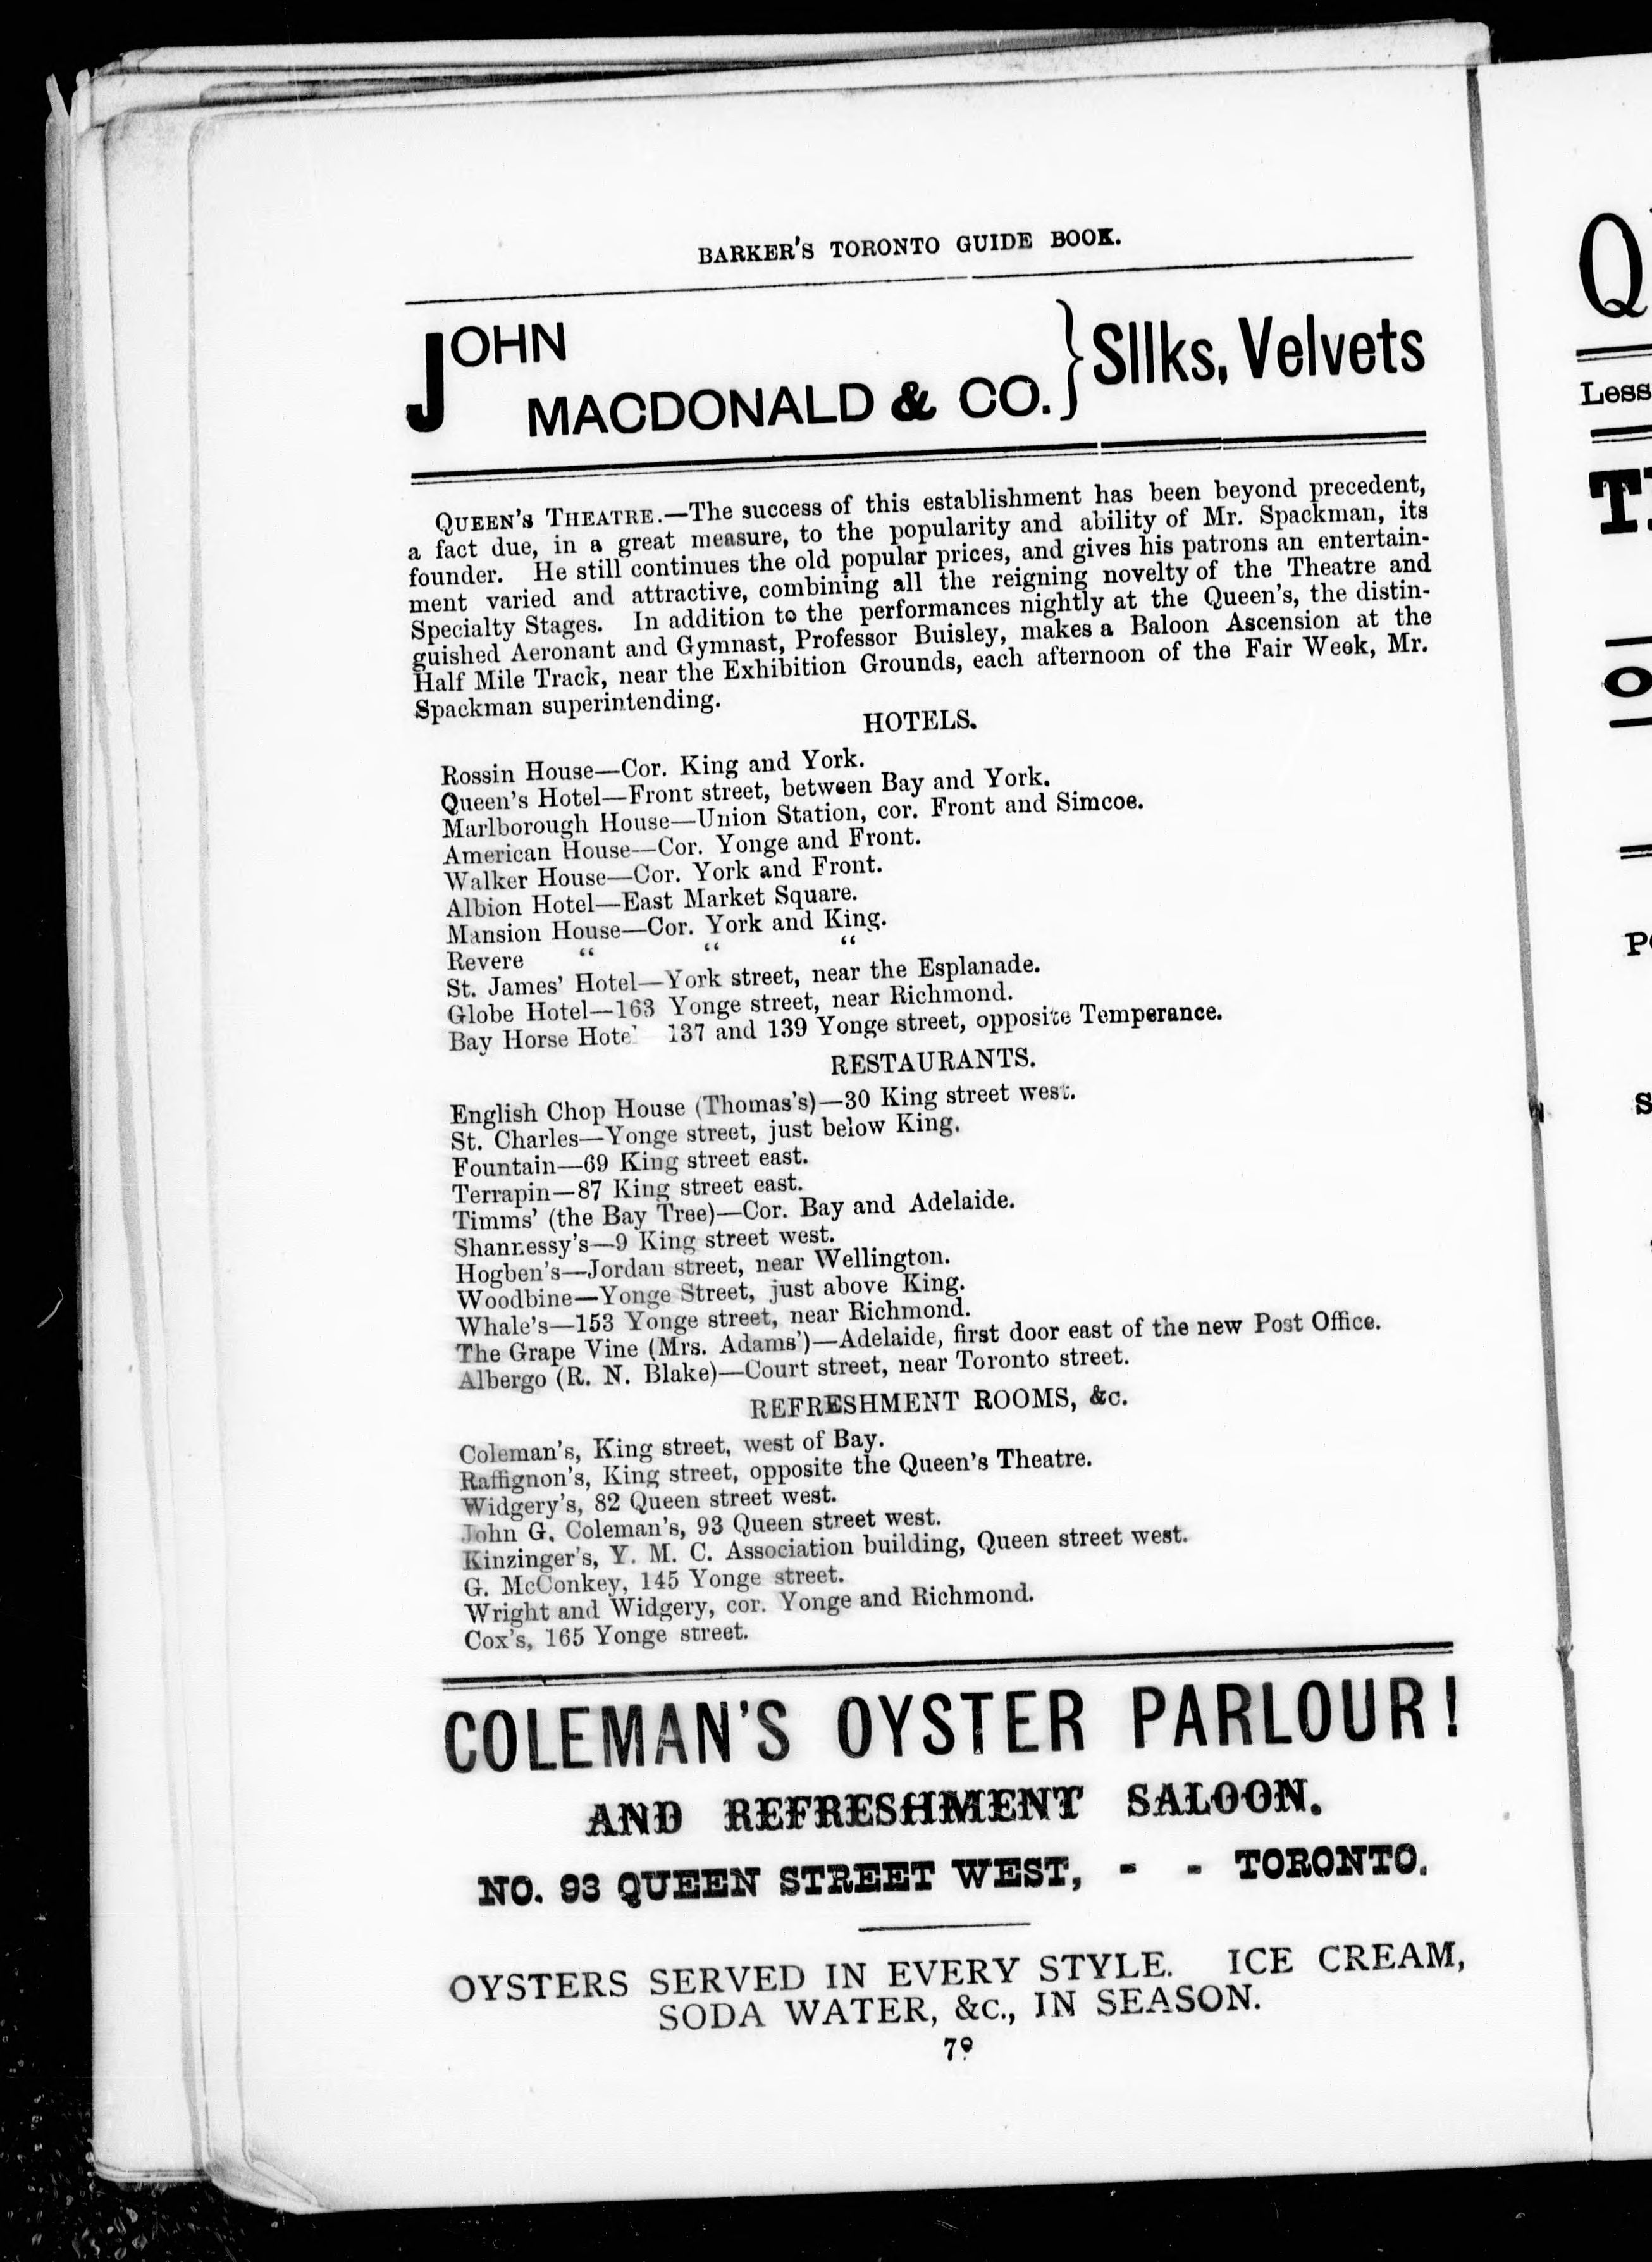 BARKER'S TORONTO GUIDE BOOK.
JOHN
MACDONALD & CO. } SIlks, Velvets
QUEEN'S THEATRE.—The success of this establishment has been beyond precedent,
a fact due, in a great measure, to the popularity and ability of Mr. Spackman, its
founder. He still continues the old popular prices, and gives his patrons an entertain-
ment varied and attractive, combining all the reigning novelty of the Theatre and
Specialty Stages. In addition to the performances nightly at the Queen's, the distin-
guished Aeronant and Gymnast, Professor Buisley, makes a Baloon Ascension at the
Half Mile Track, near the Exhibition Grounds, each afternoon of the Fair Week, Mr.
Spackman superintending.
HOTELS.
Rossin House—Cor. King and York.
Queen's Hotel—Front street, between Bay and York.
Marlborough House—Union Station, cor. Front and Simcoe.
American House—Cor. Yonge and Front.
Walker House—Cor. York and Front.
Albion Hotel—East Market Square.
Mansion House—Cor. York and King.
Revere " " "
St. James' Hotel—York street, near the Esplanade.
Globe Hotel—163 Yonge street, near Richmond.
Bay Horse Hotel 137 and 139 Yonge street, opposite Temperance.
RESTAURANTS.
English Chop House (Thomas's)—30 King street west.
St. Charles—Yonge street, just below King.
Fountain—69 King street east.
Terrapin—87 King street east.
Timms' (the Bay Tree)—Cor. Bay and Adelaide.
Shannessy's—9 King street west.
Hogben's—Jordan street, near Wellington.
Woodbine—Yonge Street, just above King.
Whale's—153 Yonge street, near Richmond.
The Grape Vine (Mrs. Adams')—Adelaide, first door east of the new Post Office.
Albergo (R. N. Blake)—Court street, near Toronto street.
REFRESHMENT ROOMS, &c.
Coleman's, King street, west of Bay.
Raffignon's, King street, opposite the Queen's Theatre.
Widgery's, 82 Queen street west.
John G. Coleman's, 93 Queen street west.
Kinzinger's, Y. M. C. Association building, Queen street west.
G. McConkey, 145 Yonge street.
Wright and Widgery, cor. Yonge and Richmond.
Cox's, 165 Yonge street.
COLEMAN'S OYSTER PARLOUR!
AND REFRESHMENT SALOON.
NO. 93 QUEEN STREET WEST, - - TORONTO.
OYSTERS SERVED IN EVERY STYLE. ICE CREAM,
SODA WATER, &c., IN SEASON.
Q
Less